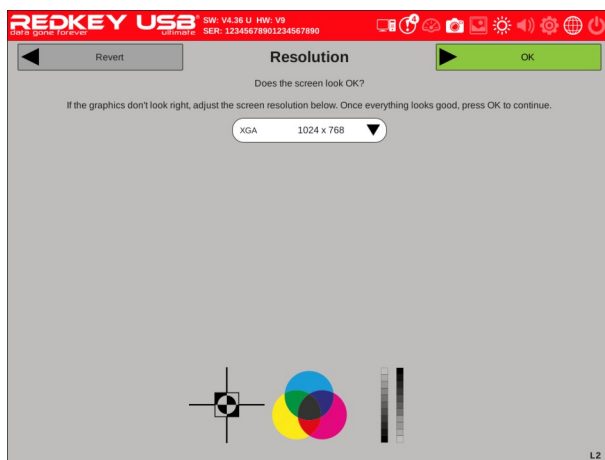 REDKEY USB®
data gone forever ultimate
SW: V4.36 U HW: V9
SER: 12345678901234567890
4
Revert
Resolution
OK
Does the screen look OK?
If the graphics don't look right, adjust the screen resolution below. Once everything looks good, press OK to continue.
XGA 1024 x 768
L2